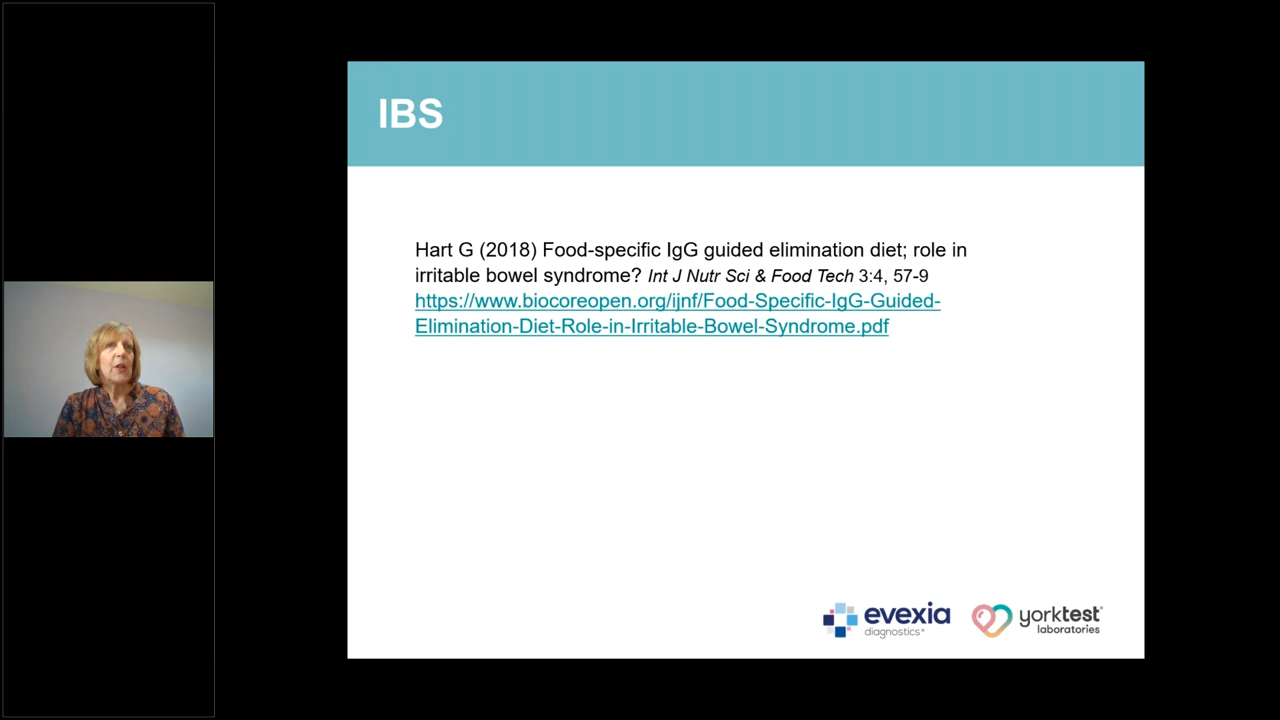 IBS
Hart G (2018) Food-specific IgG guided elimination diet; role in
irritable bowel syndrome? Int J Nutr Sci & Food Tech 3:4, 57-9
https://www.biocoreopen.org/ijnf/Food-Specific-IgG-Guided-
Elimination-Diet-Role-in-Irritable-Bowel-Syndrome.pdf
evexia
diagnostics
yorktest
laboratories